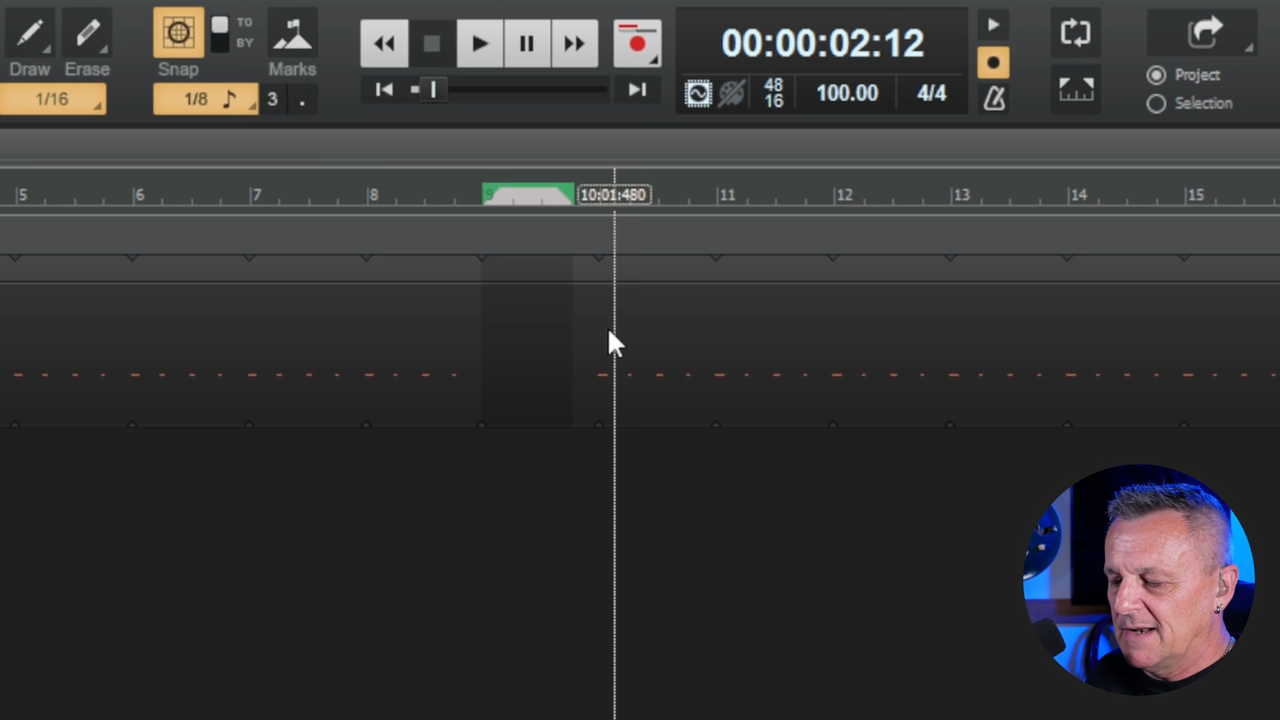 TO
BY
Draw Erase Snap Marks
1/16 1/8 3 .
00:00:02:12
48
16
100.00 4/4
Project
Selection
5 6 7 8 9 10:01:480 11 12 13 14 15